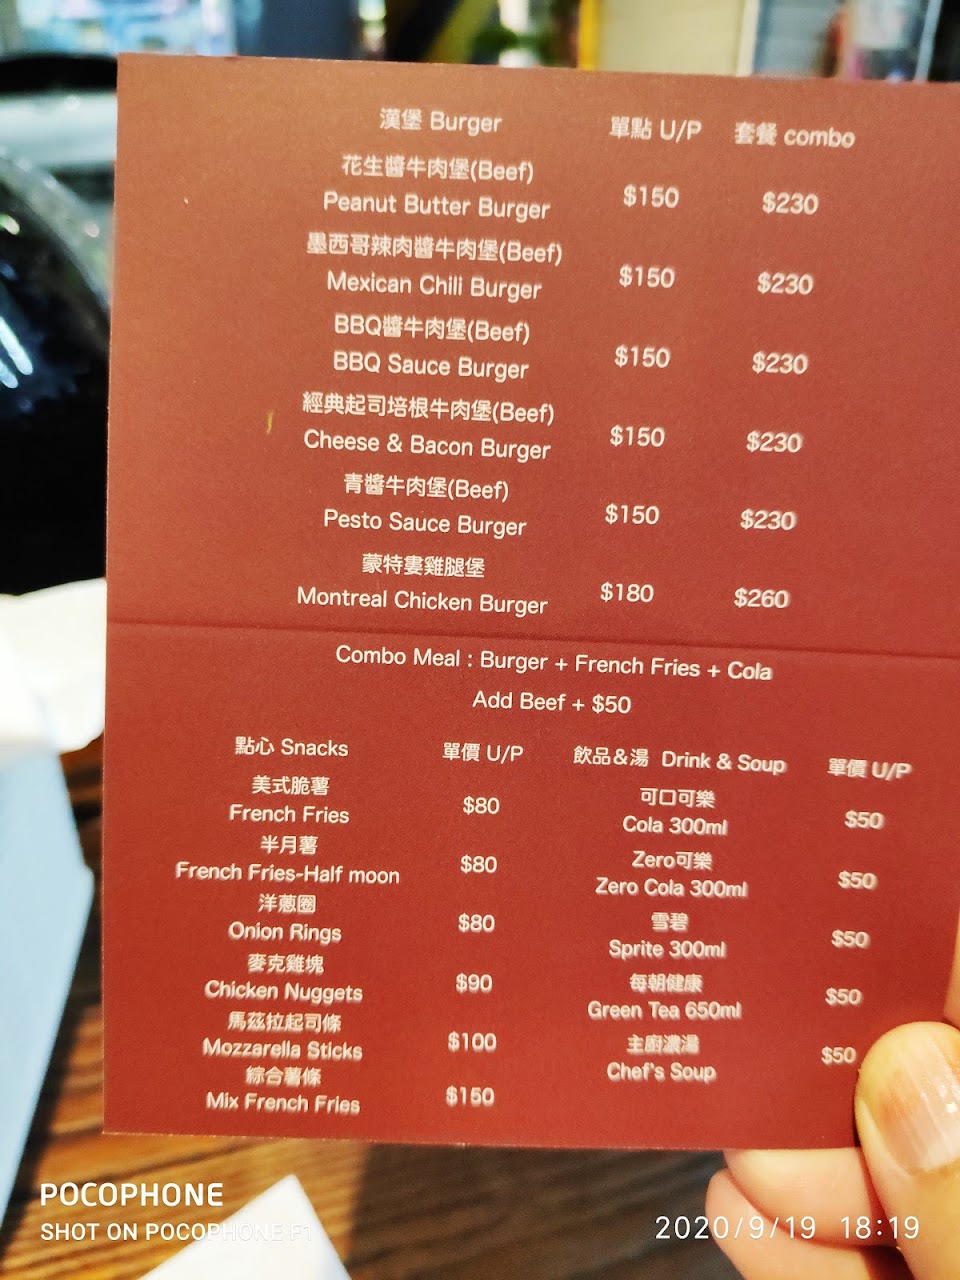 漢堡 Burger 單點 U/P 套餐 combo
花生醬牛肉堡(Beef)
Peanut Butter Burger $150 $230
墨西哥辣肉醬牛肉堡(Beef)
Mexican Chili Burger $150 $230
BBQ醬牛肉堡(Beef)
BBQ Sauce Burger $150 $230
經典起司培根牛肉堡(Beef)
Cheese & Bacon Burger $150 $230
青醬牛肉堡(Beef)
Pesto Sauce Burger $150 $230
蒙特婁雞腿堡
Montreal Chicken Burger $180 $260
Combo Meal : Burger + French Fries + Cola
Add Beef + $50
點心 Snacks 單價 U/P
美式脆薯
French Fries $80
半月薯
French Fries-Half moon $80
洋蔥圈
Onion Rings $80
麥克雞塊
Chicken Nuggets $90
馬茲拉起司條
Mozzarella Sticks $100
綜合薯條
Mix French Fries $150
飲品&湯 Drink & Soup 單價 U/P
可口可樂
Cola 300ml $50
Zero可樂
Zero Cola 300ml $50
雪碧
Sprite 300ml $50
每朝健康
Green Tea 650ml $50
主廚濃湯
Chef's Soup $50
POCOPHONE
SHOT ON POCOPHONE F1
2020/9/19 18:19